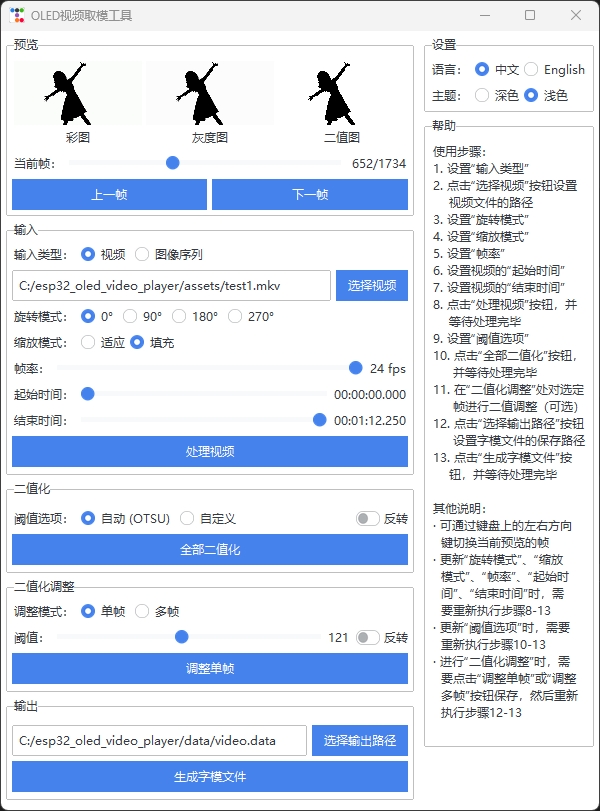 OLED视频取模工具
预览
彩图
灰度图
二值图
当前帧：
652/1734
上一帧
下一帧
输入
输入类型：
视频
图像序列
C:/esp32_oled_video_player/assets/test1.mkv
选择视频
旋转模式：
0°
90°
180°
270°
缩放模式：
适应
填充
帧率：
24 fps
起始时间：
00:00:00.000
结束时间：
00:01:12.250
处理视频
二值化
阈值选项：
自动 (OTSU)
自定义
反转
全部二值化
二值化调整
调整模式：
单帧
多帧
阈值：
121
反转
调整单帧
输出
C:/esp32_oled_video_player/data/video.data
选择输出路径
生成字模文件
设置
语言：
中文
English
主题：
深色
浅色
帮助
使用步骤：
1. 设置“输入类型”
2. 点击“选择视频”按钮设置
视频文件的路径
3. 设置“旋转模式”
4. 设置“缩放模式”
5. 设置“帧率”
6. 设置视频的“起始时间”
7. 设置视频的“结束时间”
8. 点击“处理视频”按钮，并
等待处理完毕
9. 设置“阈值选项”
10. 点击“全部二值化”按钮，
并等待处理完毕
11. 在“二值化调整”处对选定
帧进行二值调整（可选）
12. 点击“选择输出路径”按钮
设置字模文件的保存路径
13. 点击“生成字模文件”按
钮，并等待处理完毕
其他说明：
· 可通过键盘上的左右方向
键切换当前预览的帧
· 更新“旋转模式”、“缩放
模式”、“帧率”、“起始时
间”、“结束时间”时，需
要重新执行步骤8-13
· 更新“阈值选项”时，需要
重新执行步骤10-13
· 进行“二值化调整”时，需
要点击“调整单帧”或“调整
多帧”按钮保存，然后重新
执行步骤12-13